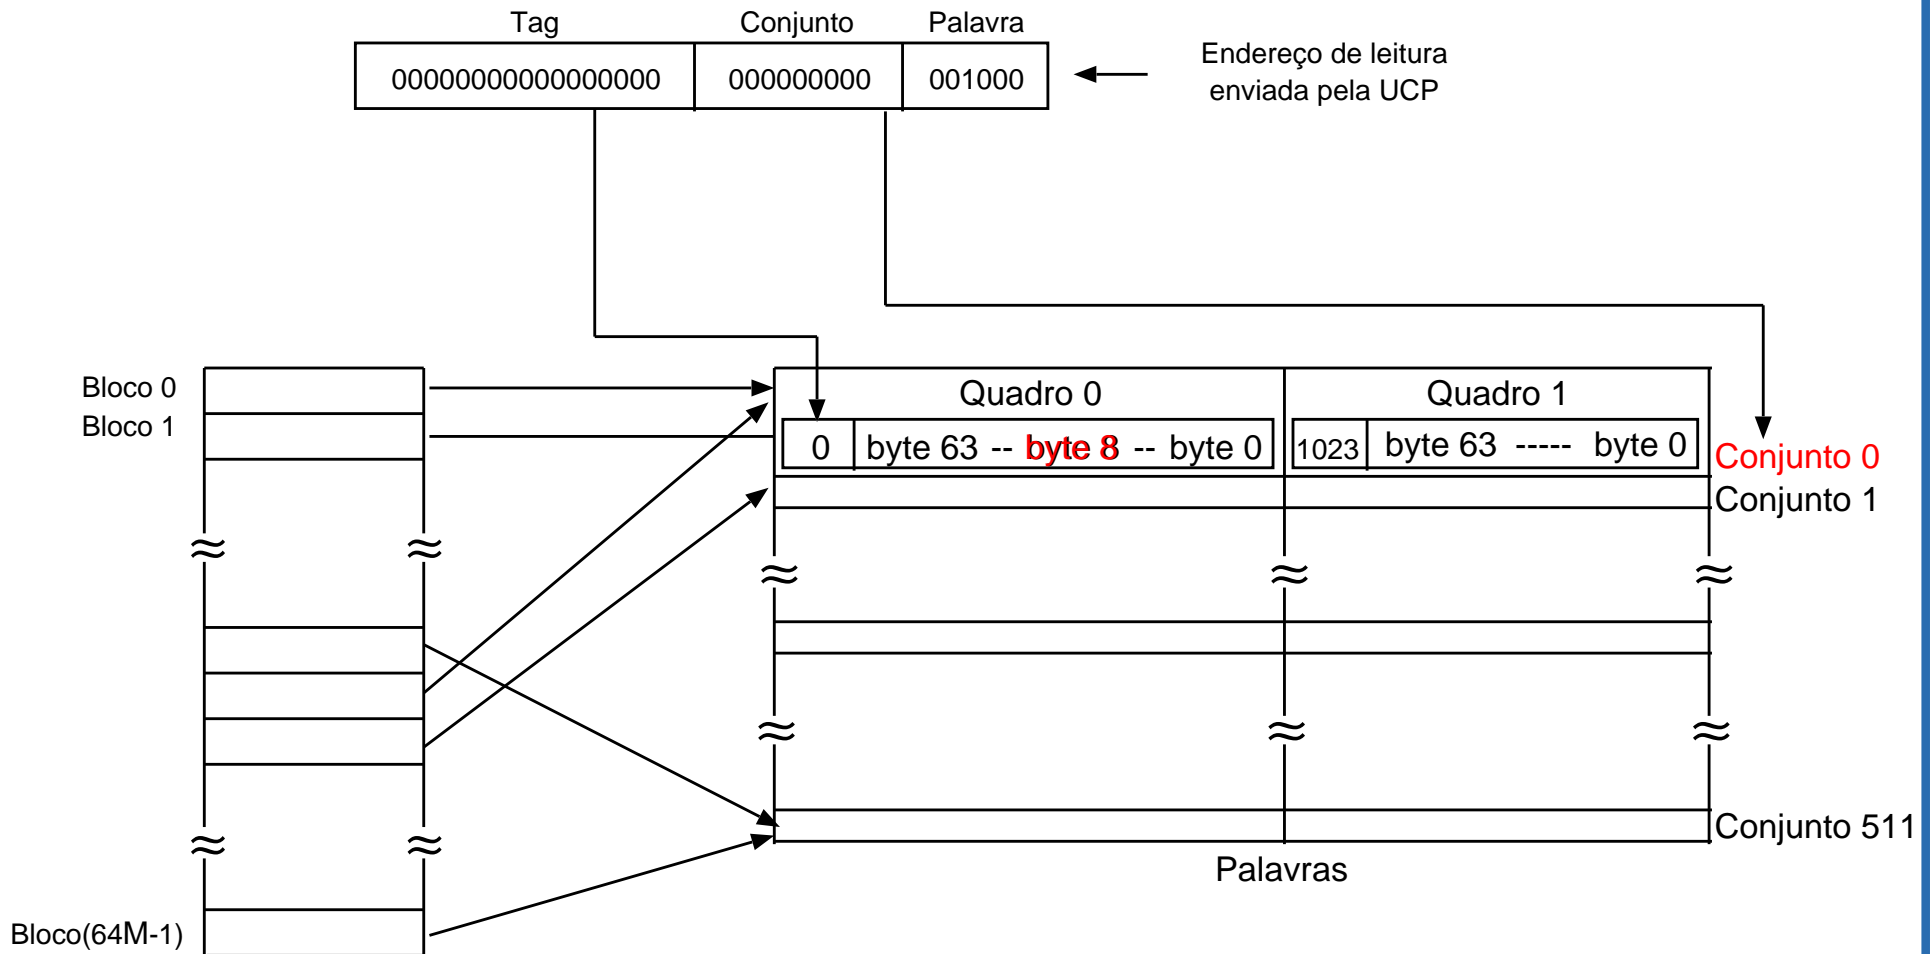 Tag Conjunto Palavra
00000000000000000 000000000 001000
Endereço de leitura
enviada pela UCP
Bloco 0
Bloco 1
Bloco(64M-1)
Quadro 0 Quadro 1
0 byte 63 -- byte 8 -- byte 0 1023 byte 63 ----- byte 0
Conjunto 0
Conjunto 1
Conjunto 511
Palavras